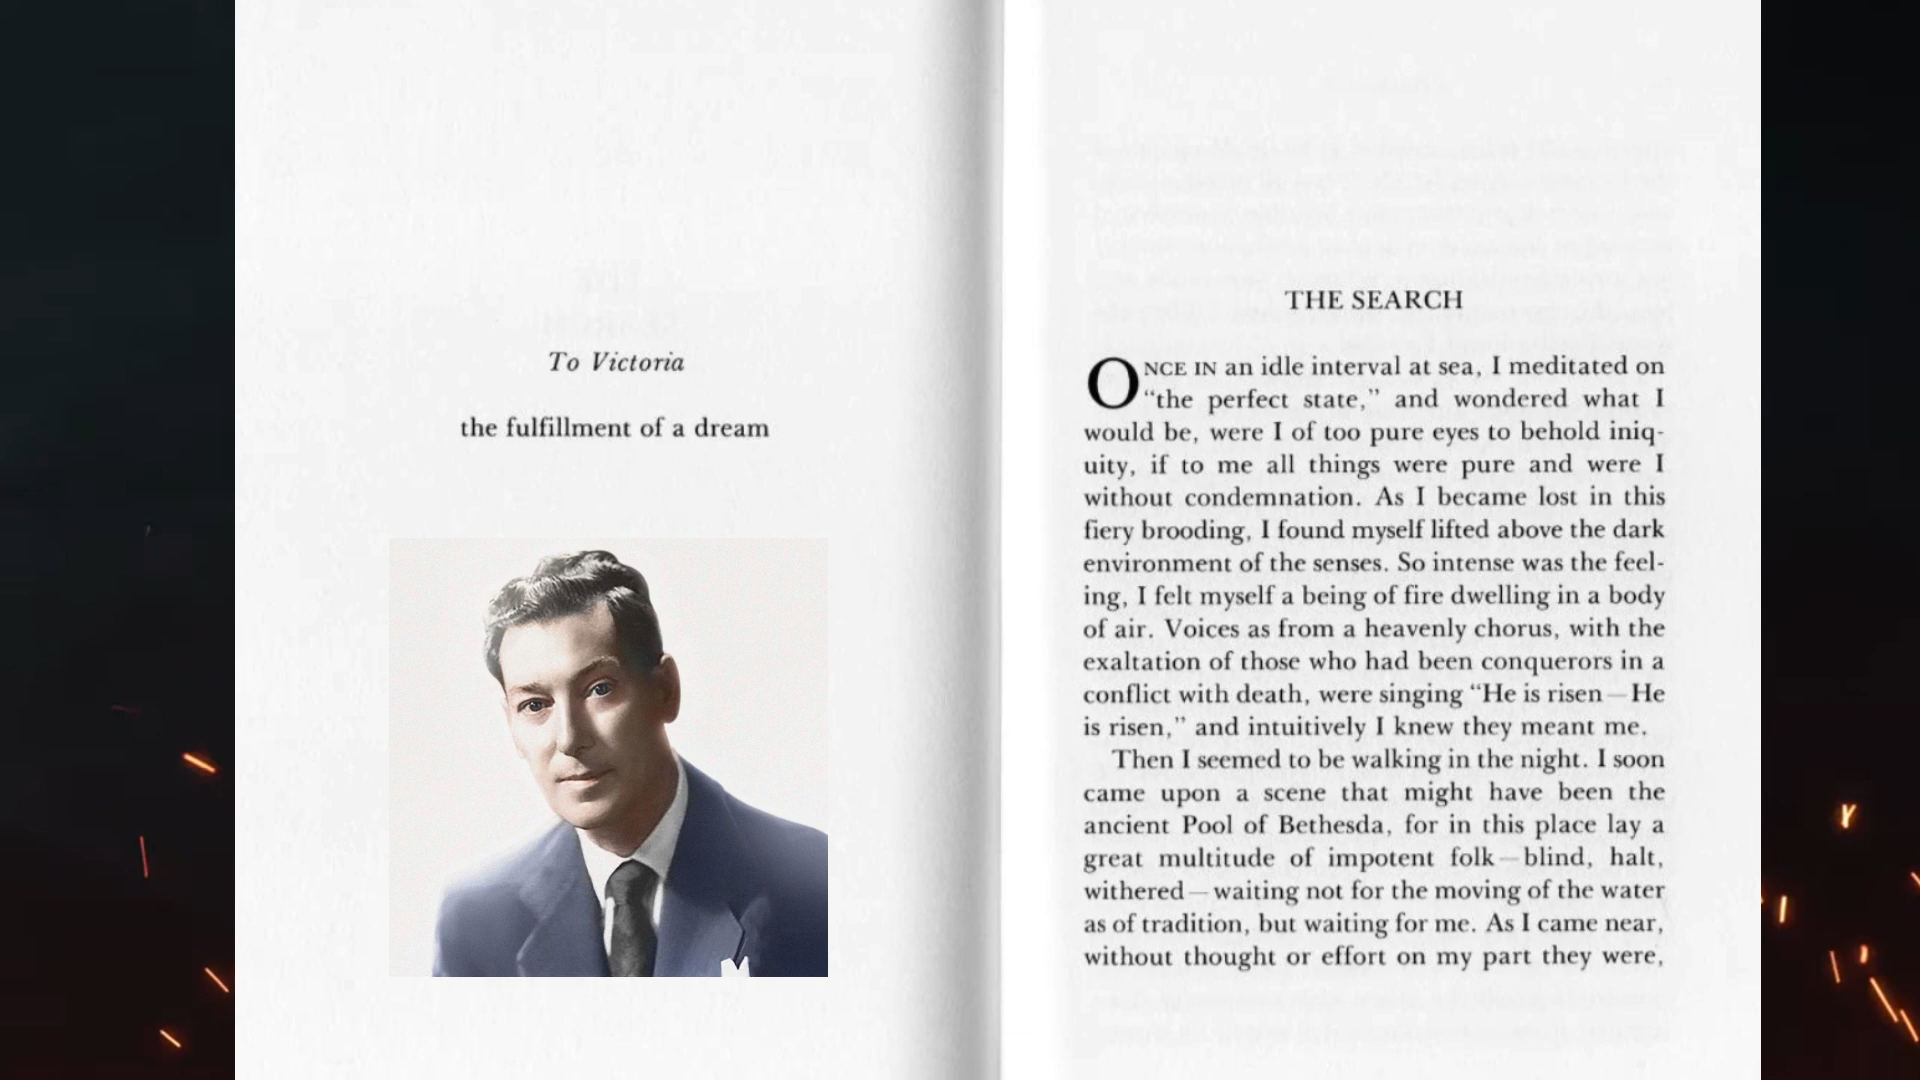 To Victoria
the fulfillment of a dream
THE SEARCH
ONCE IN an idle interval at sea, I meditated on
“the perfect state,” and wondered what I
would be, were I of too pure eyes to behold iniq-
uity, if to me all things were pure and were I
without condemnation. As I became lost in this
fiery brooding, I found myself lifted above the dark
environment of the senses. So intense was the feel-
ing, I felt myself a being of fire dwelling in a body
of air. Voices as from a heavenly chorus, with the
exaltation of those who had been conquerors in a
conflict with death, were singing “He is risen—He
is risen,” and intuitively I knew they meant me.
Then I seemed to be walking in the night. I soon
came upon a scene that might have been the
ancient Pool of Bethesda, for in this place lay a
great multitude of impotent folk—blind, halt,
withered—waiting not for the moving of the water
as of tradition, but waiting for me. As I came near,
without thought or effort on my part they were,